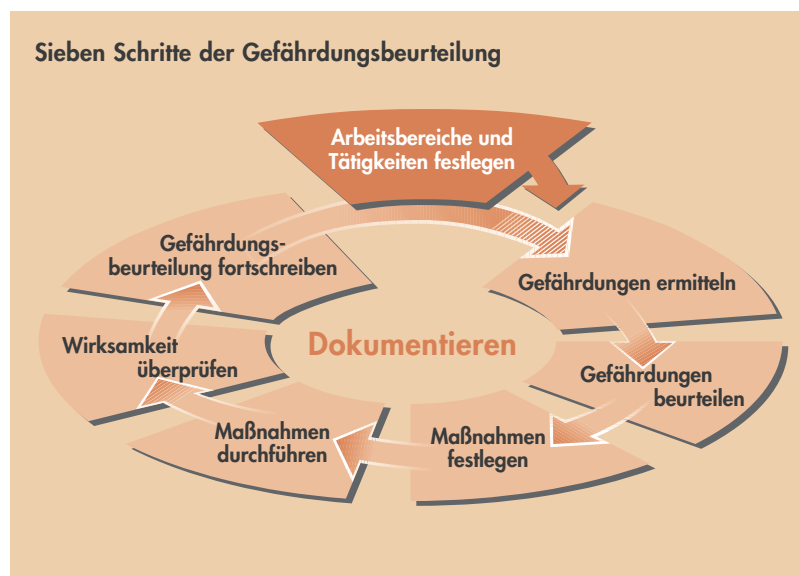 Sieben Schritte der Gefährdungsbeurteilung
Arbeitsbereiche und
Tätigkeiten festlegen
Gefährdungen ermitteln
Gefährdungen
beurteilen
Maßnahmen
festlegen
Maßnahmen
durchführen
Wirksamkeit
überprüfen
Gefährdungs-
beurteilung fortschreiben
Dokumentieren